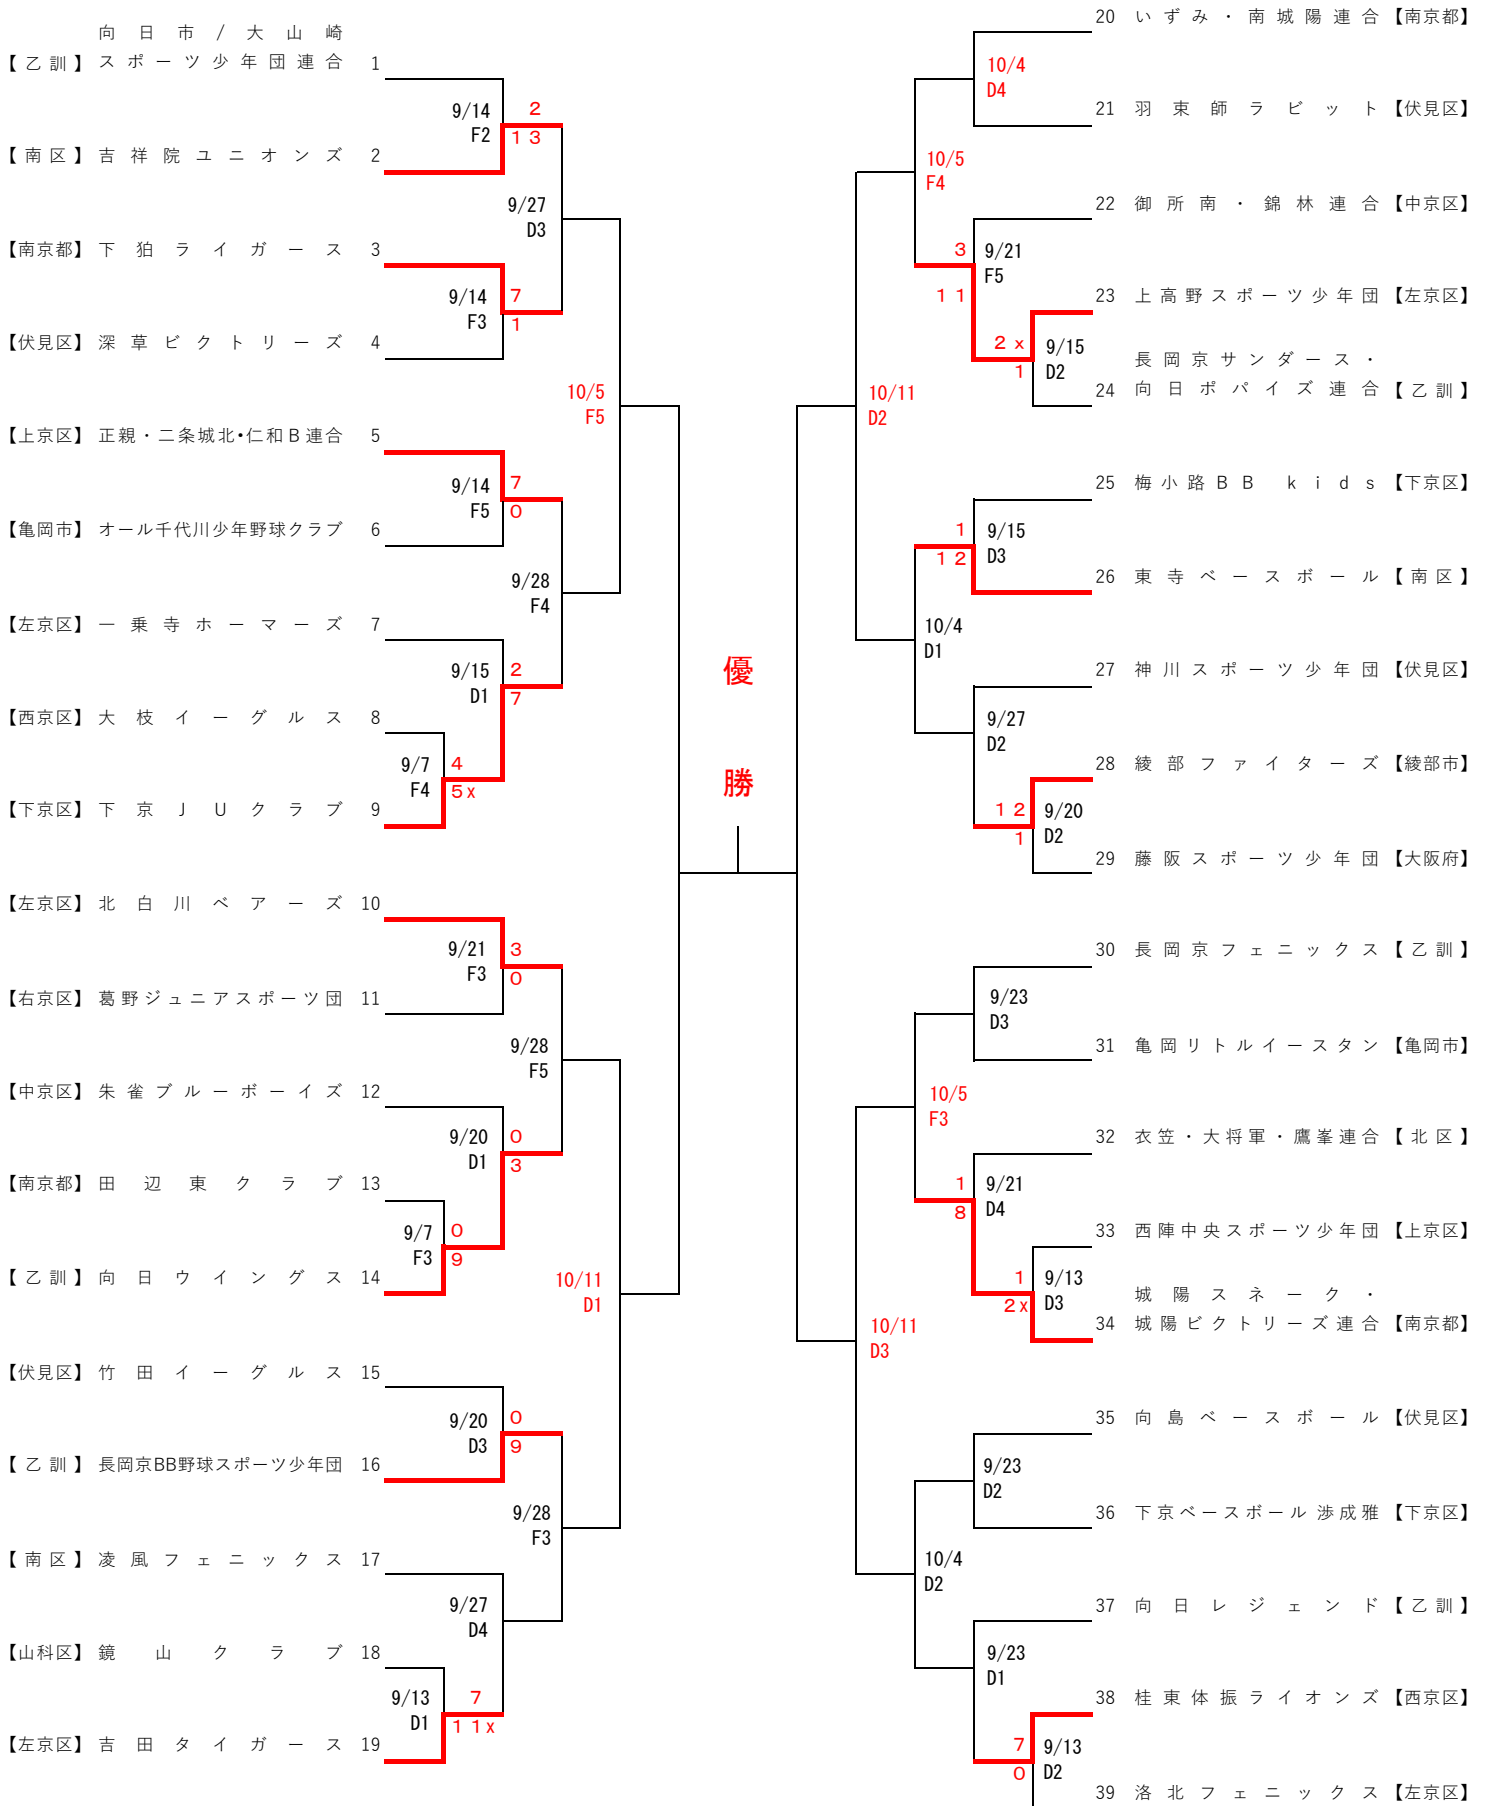 向日市/大山崎
【乙訓】スポーツ少年団連合 1
9/14
F2
2
13
【南区】吉祥院ユニオンズ 2
9/27
D3
【南京都】下狛ライガース 3
9/14
F3
7
1
【伏見区】深草ビクトリーズ 4
10/5
F5
【上京区】正親・二条城北•仁和B連合 5
9/14
F5
7
0
【亀岡市】オール千代川少年野球クラブ 6
9/28
F4
【左京区】一乗寺ホーマーズ 7
9/15
D1
2
7
【西京区】大枝イーグルス 8
9/7
F4
4
5x
【下京区】下京JUクラブ 9
【左京区】北白川ベアーズ 10
9/21
F3
3
0
【右京区】葛野ジュニアスポーツ団 11
9/28
F5
【中京区】朱雀ブルーボーイズ 12
9/20
D1
0
3
【南京都】田辺東クラブ 13
9/7
F3
0
9
【乙訓】向日ウイングス 14
10/11
D1
【伏見区】竹田イーグルス 15
9/20
D3
0
9
【乙訓】長岡京BB野球スポーツ少年団 16
9/28
F3
【南区】凌風フェニックス 17
9/27
D4
【山科区】鏡山クラブ 18
9/13
D1
7
11x
【左京区】吉田タイガース 19
優
勝
20 いずみ・南城陽連合【南京都】
10/4
D4
21 羽束師ラビット【伏見区】
10/5
F4
22 御所南・錦林連合【中京区】
3
11
9/21
F5
23 上高野スポーツ少年団【左京区】
2x
1
9/15
D2
長岡京サンダース・
24 向日ポパイズ連合【乙訓】
10/11
D2
25 梅小路BB kids【下京区】
1
12
9/15
D3
26 東寺ベースボール【南区】
10/4
D1
27 神川スポーツ少年団【伏見区】
9/27
D2
28 綾部ファイターズ【綾部市】
12
1
9/20
D2
29 藤阪スポーツ少年団【大阪府】
30 長岡京フェニックス【乙訓】
9/23
D3
31 亀岡リトルイースタン【亀岡市】
10/5
F3
32 衣笠・大将軍・鷹峯連合【北区】
1
8
9/21
D4
33 西陣中央スポーツ少年団【上京区】
1
2x
9/13
D3
城陽スネーク・
34 城陽ビクトリーズ連合【南京都】
10/11
D3
35 向島ベースボール【伏見区】
9/23
D2
36 下京ベースボール渉成雅【下京区】
10/4
D2
37 向日レジェンド【乙訓】
9/23
D1
38 桂東体振ライオンズ【西京区】
7
0
9/13
D2
39 洛北フェニックス【左京区】